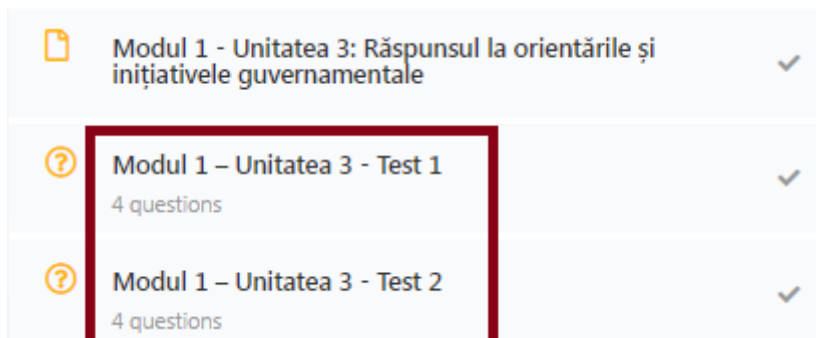 Modul 1 - Unitatea 3: Răspunsul la orientările și
inițiativele guvernamentale
Modul 1 – Unitatea 3 - Test 1
4 questions
Modul 1 – Unitatea 3 - Test 2
4 questions